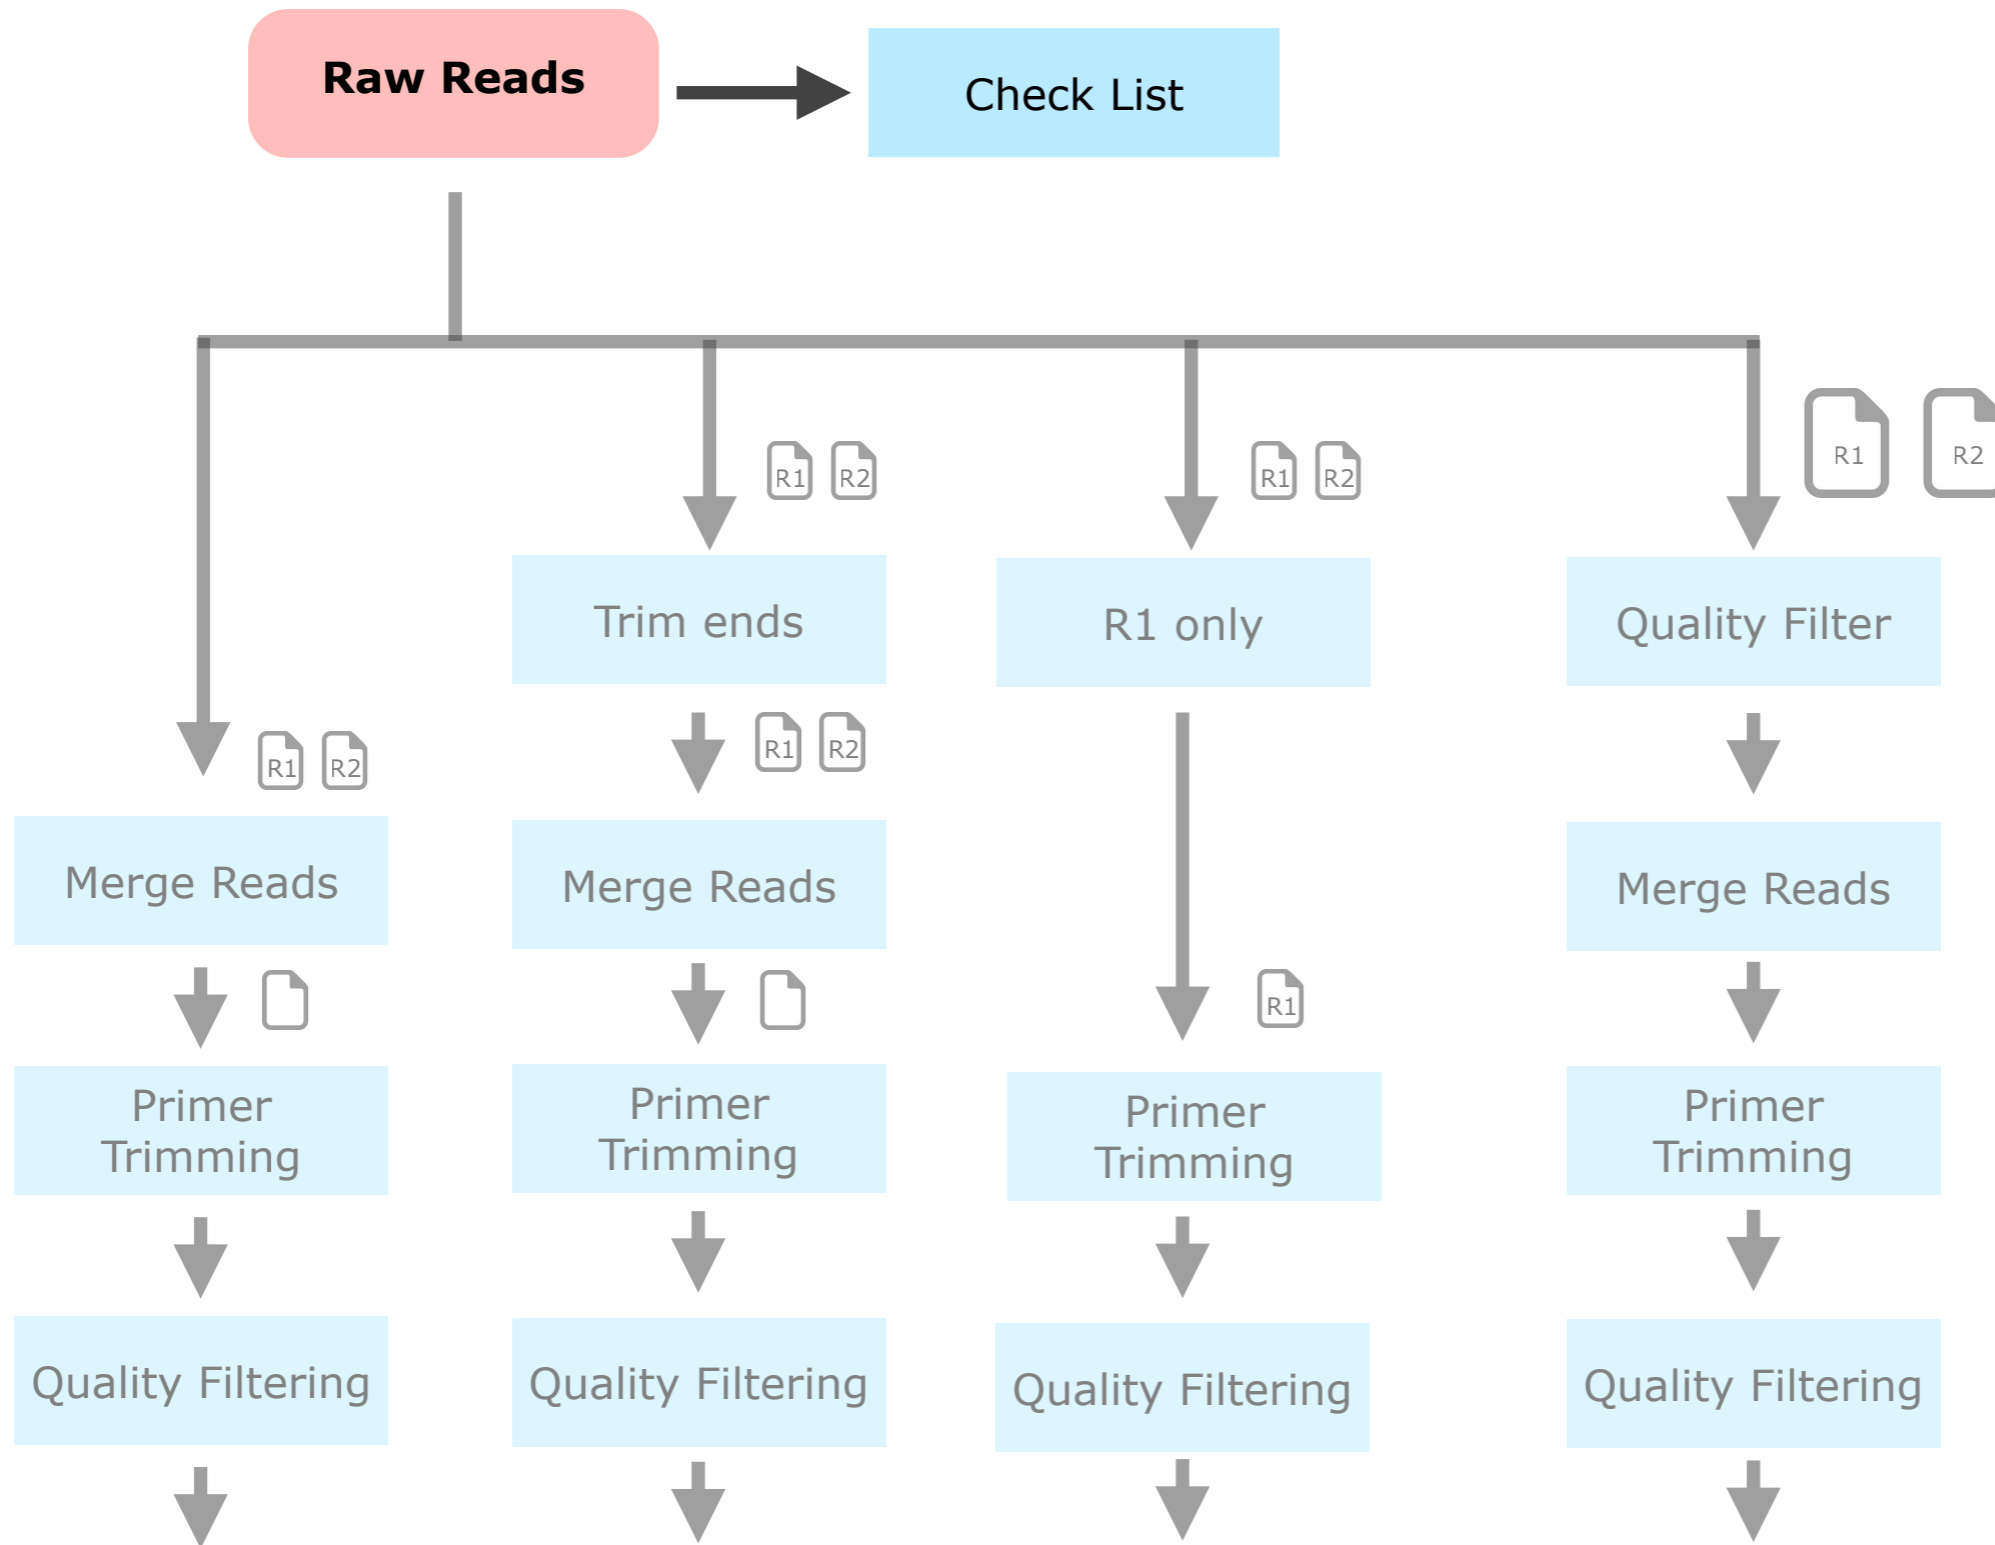 Raw Reads
Check List
R1 R2
R1 R2
R1 R2
Trim ends
R1 only
Quality Filter
R1 R2
R1 R2
Merge Reads
Merge Reads
Merge Reads
R1
Primer
Trimming
Primer
Trimming
Primer
Trimming
Primer
Trimming
Quality Filtering
Quality Filtering
Quality Filtering
Quality Filtering